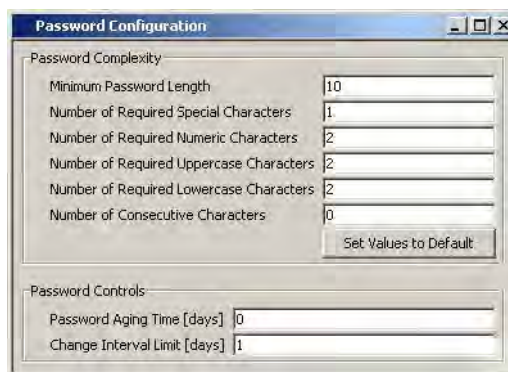 Password Configuration
Password Complexity
Minimum Password Length 10
Number of Required Special Characters 1
Number of Required Numeric Characters 2
Number of Required Uppercase Characters 2
Number of Required Lowercase Characters 2
Number of Consecutive Characters 0
Set Values to Default
Password Controls
Password Aging Time [days] 0
Change Interval Limit [days] 1